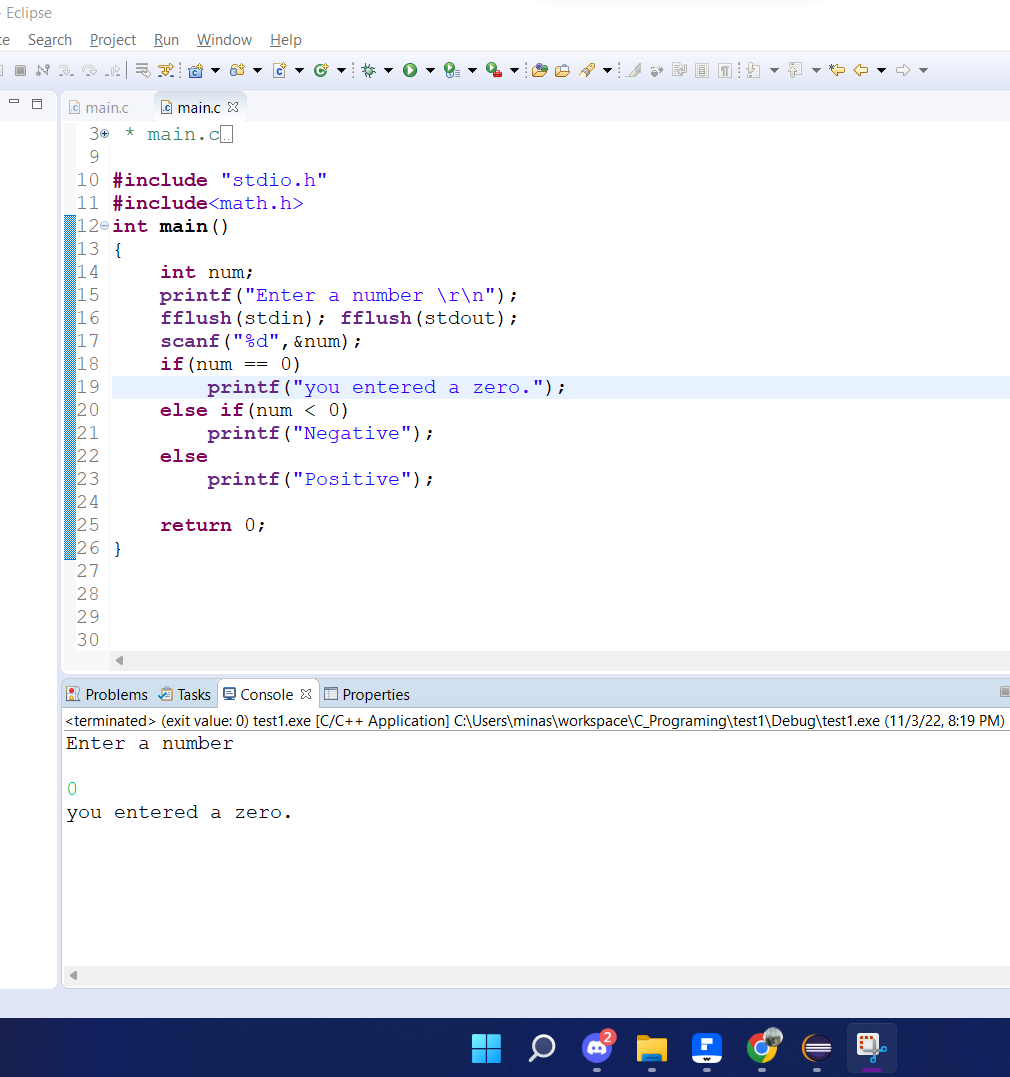 - Eclipse
te Search Project Run Window Help
main.c main.c
3 * main.c
9
10 #include "stdio.h"
11 #include<math.h>
12 int main()
13 {
14 int num;
15 printf("Enter a number \r\n");
16 fflush(stdin); fflush(stdout);
17 scanf("%d",&num);
18 if(num == 0)
19 printf("you entered a zero.");
20 else if(num < 0)
21 printf("Negative");
22 else
23 printf("Positive");
24
25 return 0;
26 }
27
28
29
30
Problems Tasks Console Properties
<terminated> (exit value: 0) test1.exe [C/C++ Application] C:\Users\minas\workspace\C_Programing\test1\Debug\test1.exe (11/3/22, 8:19 PM)
Enter a number
0
you entered a zero.
2